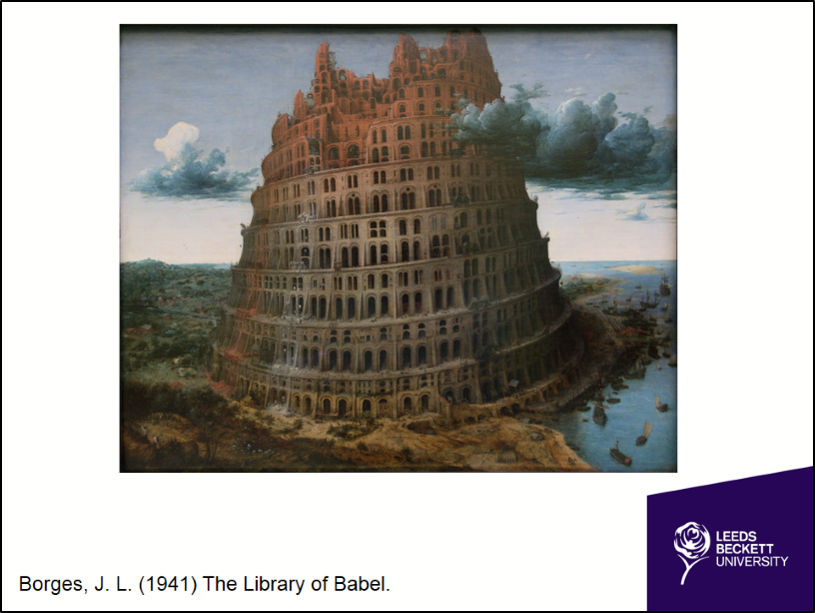 LEEDS
BECKETT
UNIVERSITY
Borges, J. L. (1941) The Library of Babel.